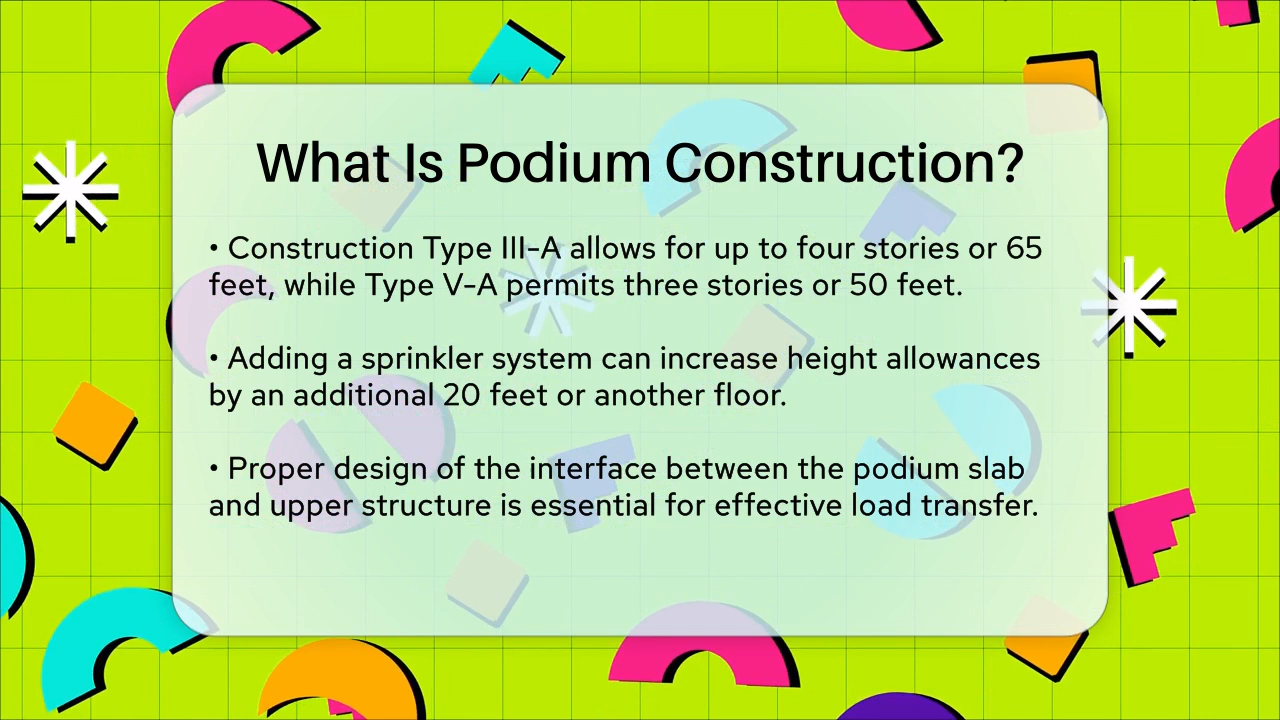 What Is Podium Construction?
• Construction Type III-A allows for up to four stories or 65
feet, while Type V-A permits three stories or 50 feet.
• Adding a sprinkler system can increase height allowances
by an additional 20 feet or another floor.
• Proper design of the interface between the podium slab
and upper structure is essential for effective load transfer.